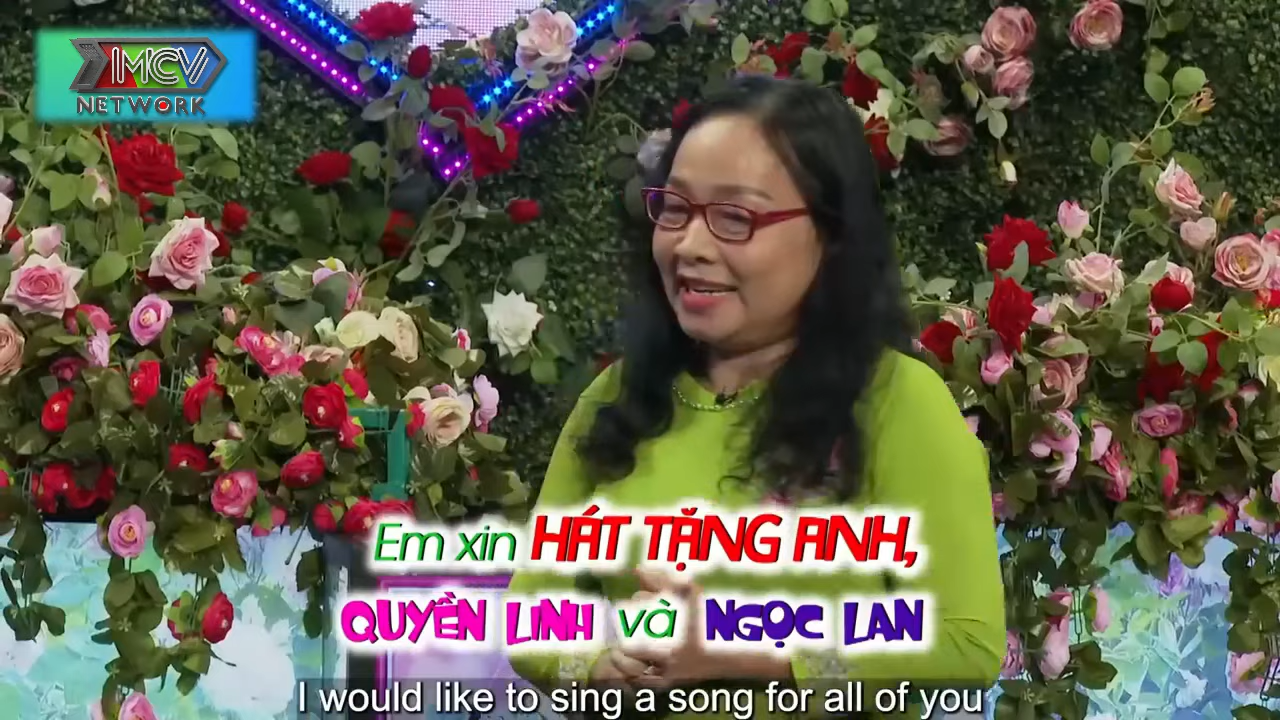 MCV
NETWORK
Em xin HÁT TẶNG ANH,
QUYỀN LINH và NGỌC LAN
I would like to sing a song for all of you